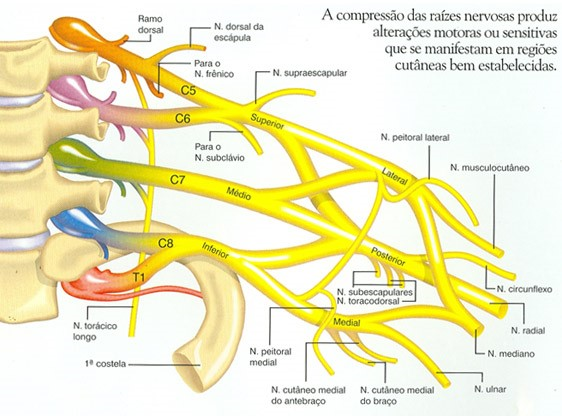 A compressão das raízes nervosas produz
alterações motoras ou sensitivas
que se manifestam em regiões
cutâneas bem estabelecidas.
Ramo
dorsal
N. dorsal da
escápula
Para o
N. frênico
N. supraescapular
C5
C6
Superior
Para o
N. subclávio
N. peitoral lateral
N. musculocutâneo
Lateral
C7
Médio
C8
Inferior
Posterior
T1
N. subescapulares
N. toracodorsal
N. circunflexo
N. radial
Medial
N. torácico
longo
1ª costela
N. peitoral
medial
N. mediano
N. cutâneo medial
do antebraço
N. cutâneo medial
do braço
N. ulnar